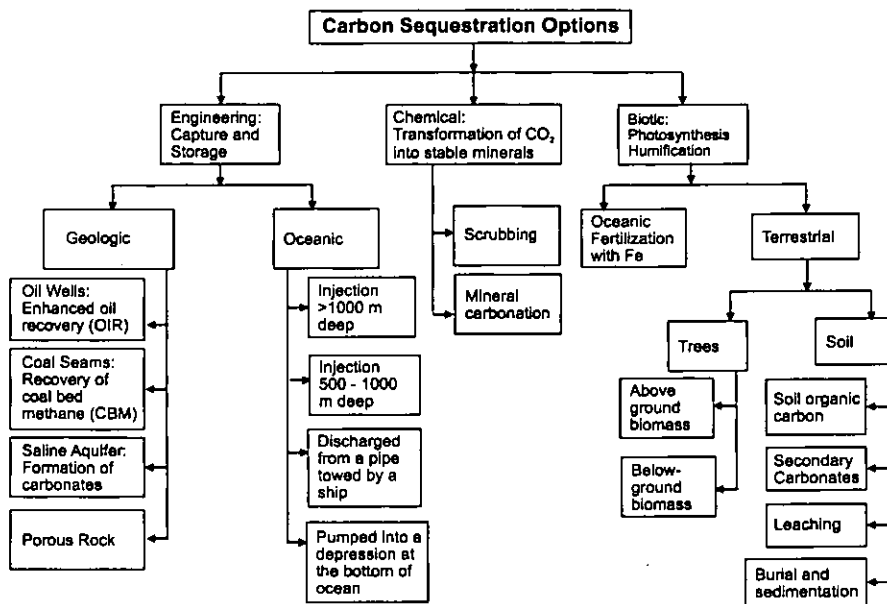 Carbon Sequestration Options
Engineering:
Capture and
Storage
Chemical:
Transformation of CO₂
into stable minerals
Biotic:
Photosynthesis
Humification
Geologic
Oceanic
Scrubbing
Mineral
carbonation
Oceanic
Fertilization
with Fe
Terrestrial
Oil Wells:
Enhanced oil
recovery (OIR)
Coal Seams:
Recovery of
coal bed
methane (CBM)
Saline Aquifer:
Formation of
carbonates
Porous Rock
Injection
>1000 m
deep
Injection
500 - 1000
m deep
Discharged
from a pipe
towed by a
ship
Pumped into a
depression at
the bottom of
ocean
Trees
Soil
Above
ground
biomass
Below-
ground
biomass
Soil organic
carbon
Secondary
Carbonates
Leaching
Burial and
sedimentation